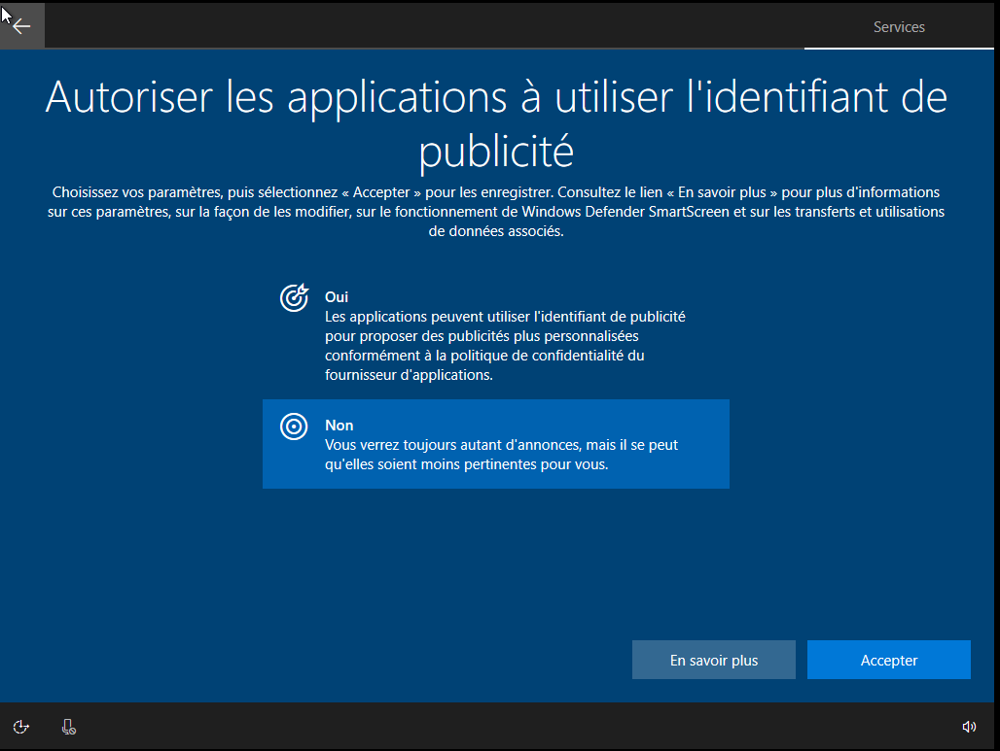 Services
Autoriser les applications à utiliser l'identifiant de
publicité
Choisissez vos paramètres, puis sélectionnez « Accepter » pour les enregistrer. Consultez le lien « En savoir plus » pour plus d'informations
sur ces paramètres, sur la façon de les modifier, sur le fonctionnement de Windows Defender SmartScreen et sur les transferts et utilisations
de données associés.
Oui
Les applications peuvent utiliser l'identifiant de publicité
pour proposer des publicités plus personnalisées
conformément à la politique de confidentialité du
fournisseur d'applications.
Non
Vous verrez toujours autant d'annonces, mais il se peut
qu'elles soient moins pertinentes pour vous.
En savoir plus
Accepter